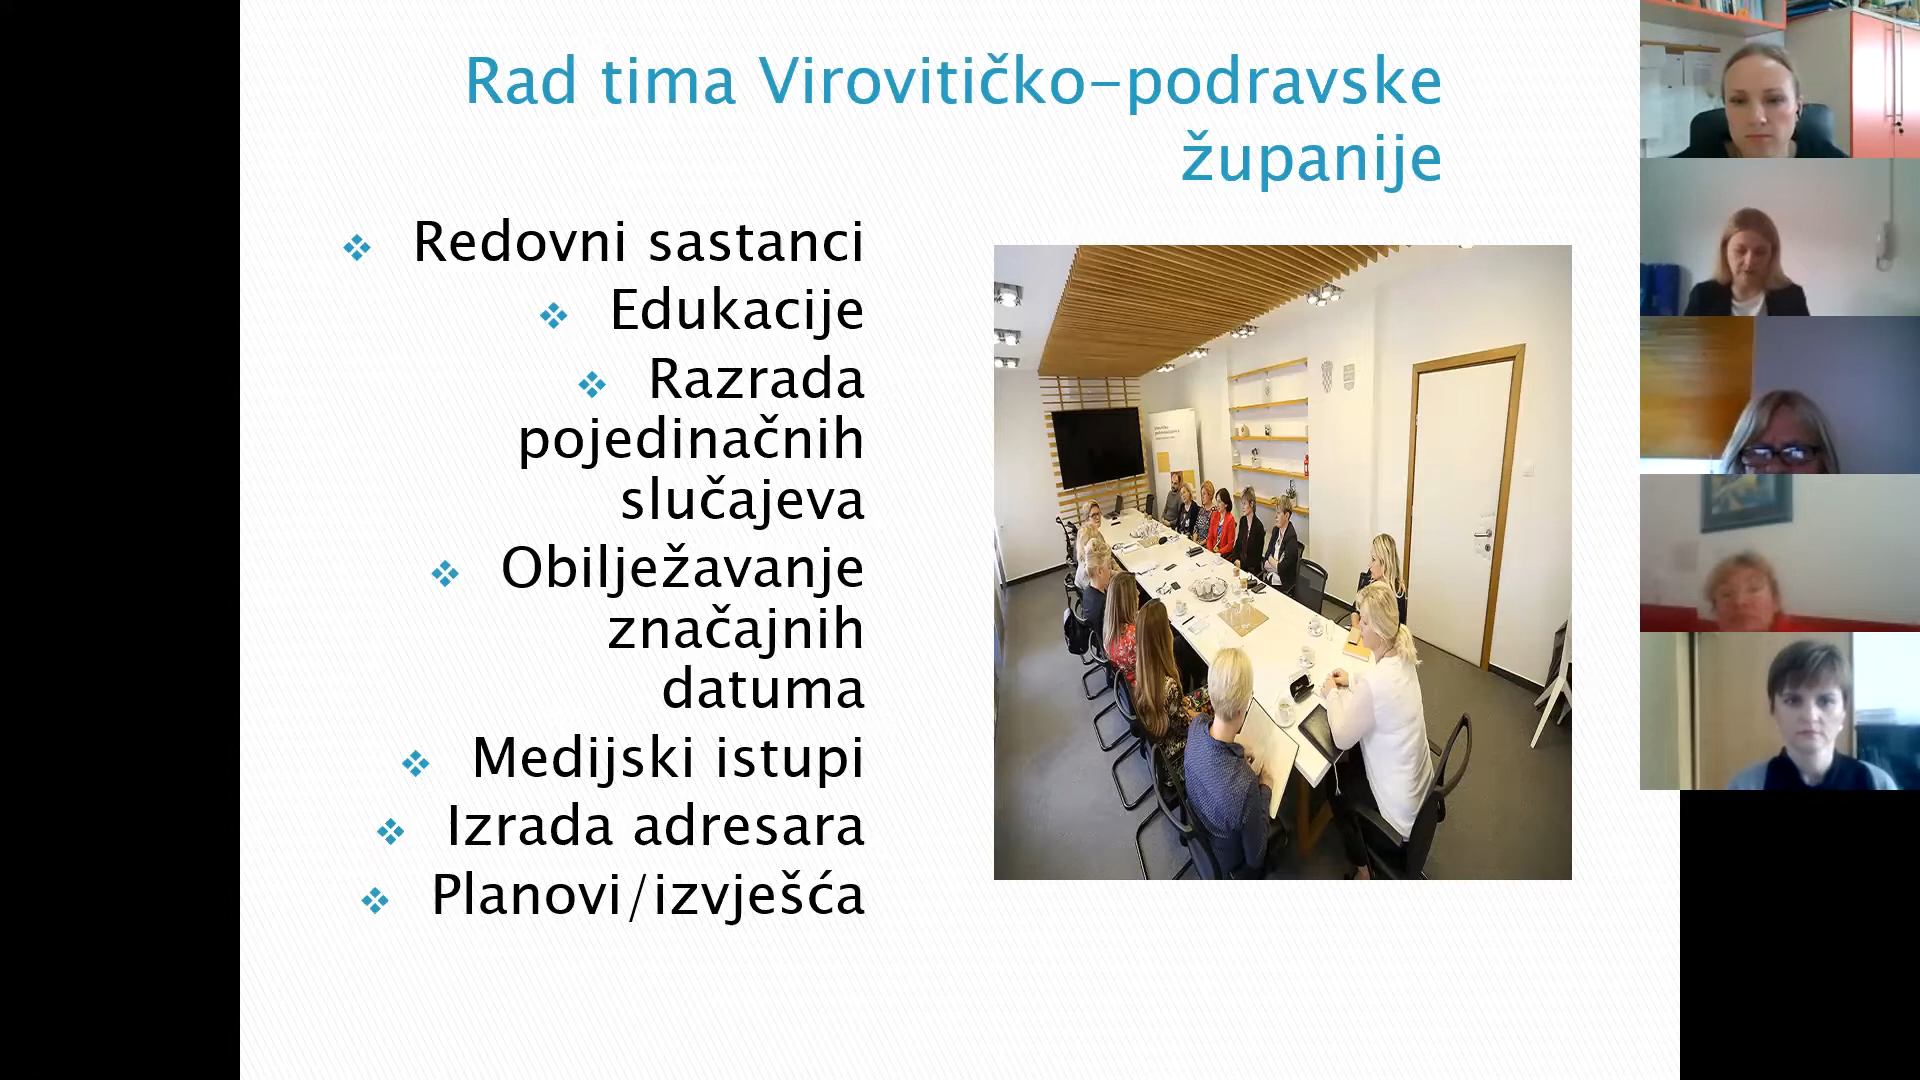 Rad tima Virovitičko-podravske
županije
Redovni sastanci
Edukacije
Razrada
pojedinačnih
slučajeva
Obilježavanje
značajnih
datuma
Medijski istupi
Izrada adresara
Planovi/izvješća